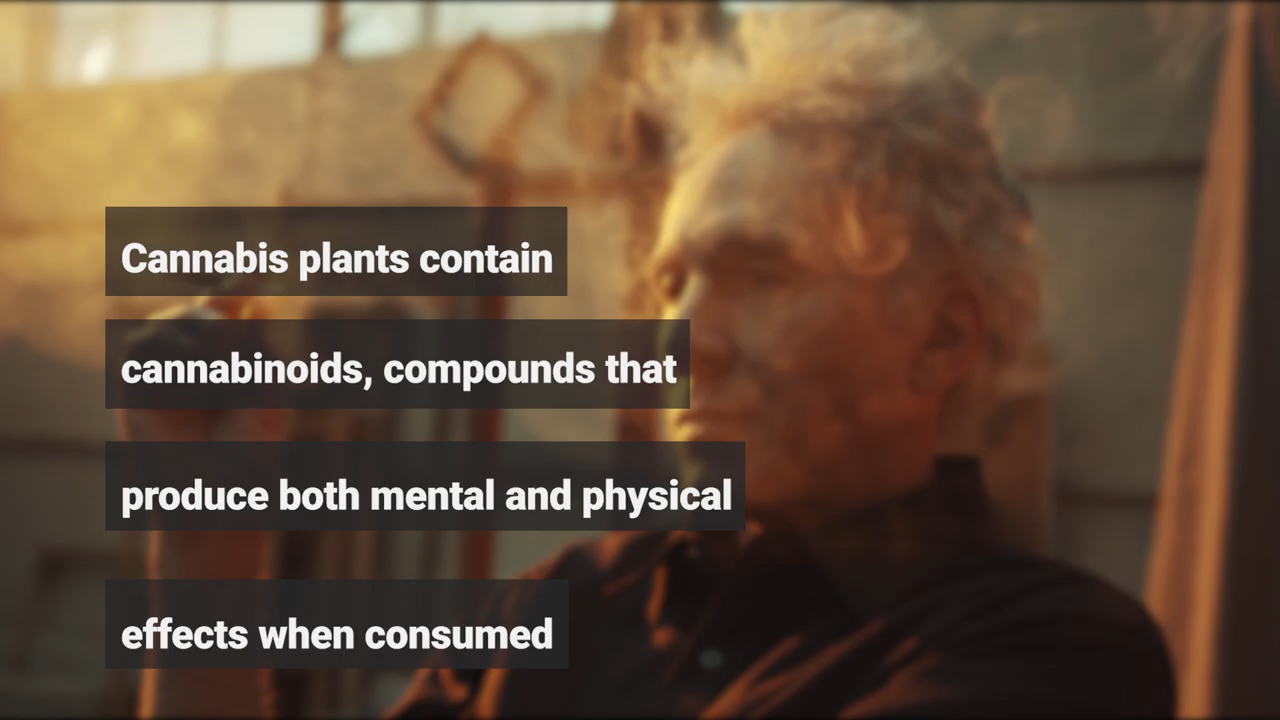 Cannabis plants contain
cannabinoids, compounds that
produce both mental and physical
effects when consumed